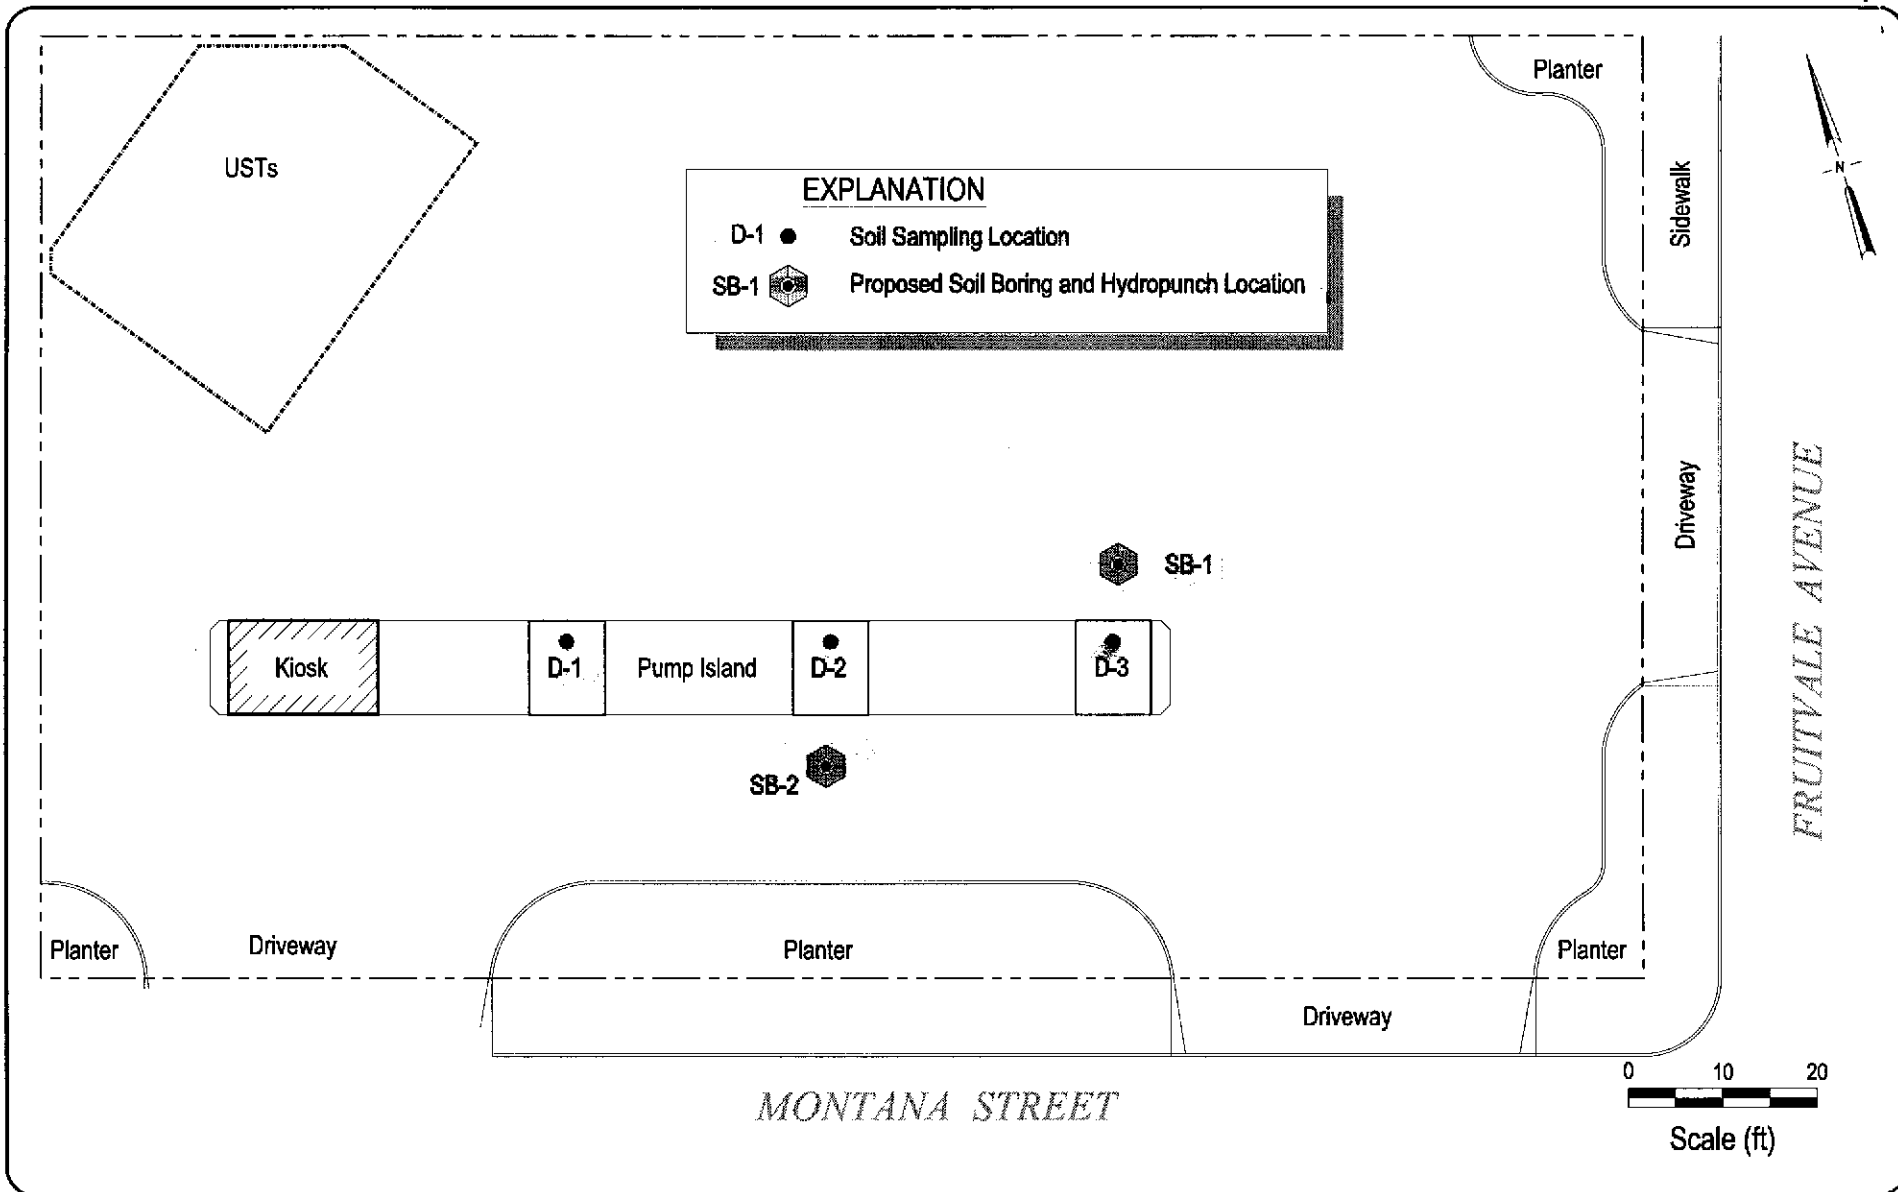 Planter
USTs
Sidewalk
N
EXPLANATION
D-1 Soil Sampling Location
SB-1 Proposed Soil Boring and Hydropunch Location
Driveway
FRUITVALE AVENUE
SB-1
Kiosk
D-1
Pump Island
D-2
D-3
SB-2
Planter
Driveway
Planter
Planter
Driveway
MONTANA STREET
0 10 20
Scale (ft)